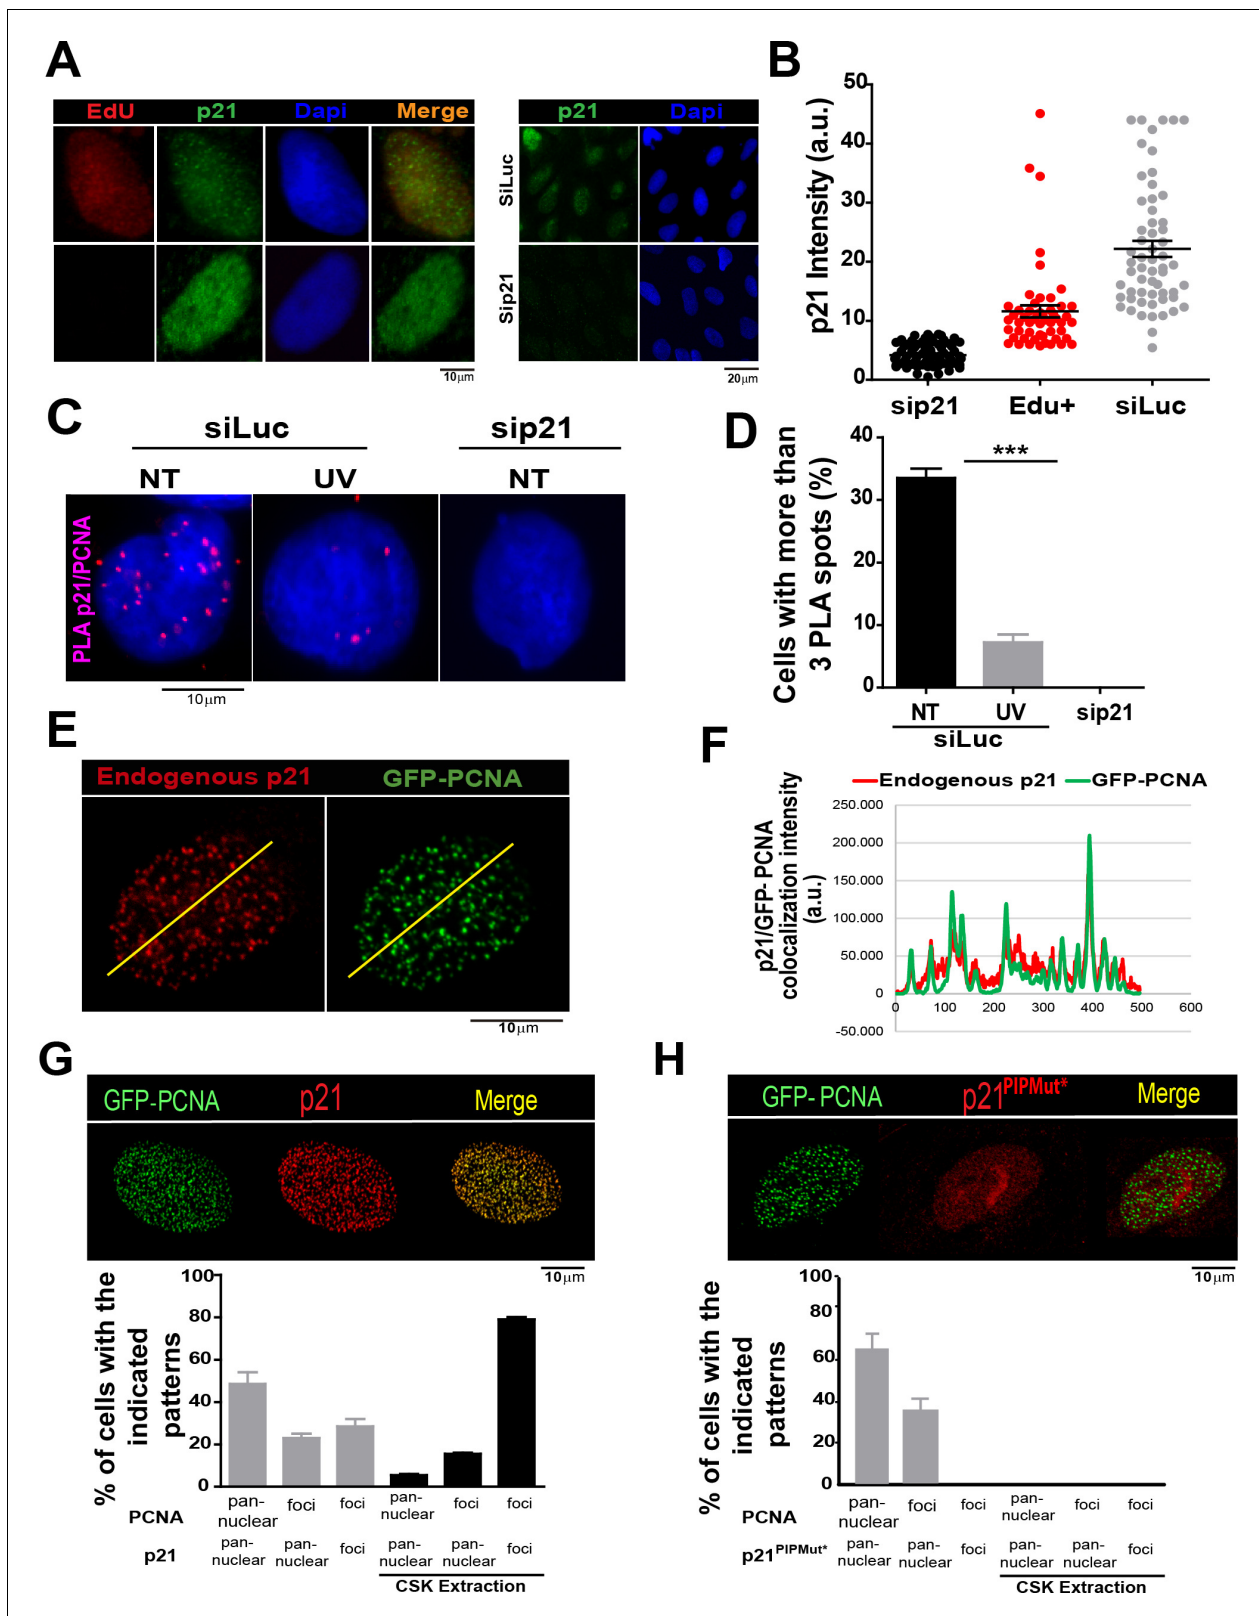 A
EdU p21 Dapi Merge
p21 Dapi
SiLuc
Sip21
10µm
20µm
B
p21 Intensity (a.u.)
50
40
30
20
10
0
sip21 Edu+ siLuc
C
siLuc sip21
NT UV NT
PLA p21/PCNA
10µm
D
Cells with more than
3 PLA spots (%)
40
30
20
10
0
***
NT UV sip21
siLuc
E
Endogenous p21 GFP-PCNA
10µm
F
Endogenous p21 GFP-PCNA
p21/GFP- PCNA
colocalization intensity
(a.u.)
250.000
200.000
150.000
100.000
50.000
0
-50.000
0 100 200 300 400 500 600
G
GFP-PCNA p21 Merge
10µm
% of cells with the
indicated
patterns
100
80
60
40
20
0
PCNA pan-nuclear foci foci pan-nuclear foci foci
p21 pan-nuclear pan-nuclear foci pan-nuclear pan-nuclear foci
CSK Extraction
H
GFP- PCNA p21PIPMut* Merge
10µm
% of cells with the
indicated
patterns
100
80
60
40
20
0
PCNA pan-nuclear foci foci pan-nuclear foci foci
p21PIPMut* pan-nuclear pan-nuclear foci pan-nuclear pan-nuclear foci
CSK Extraction